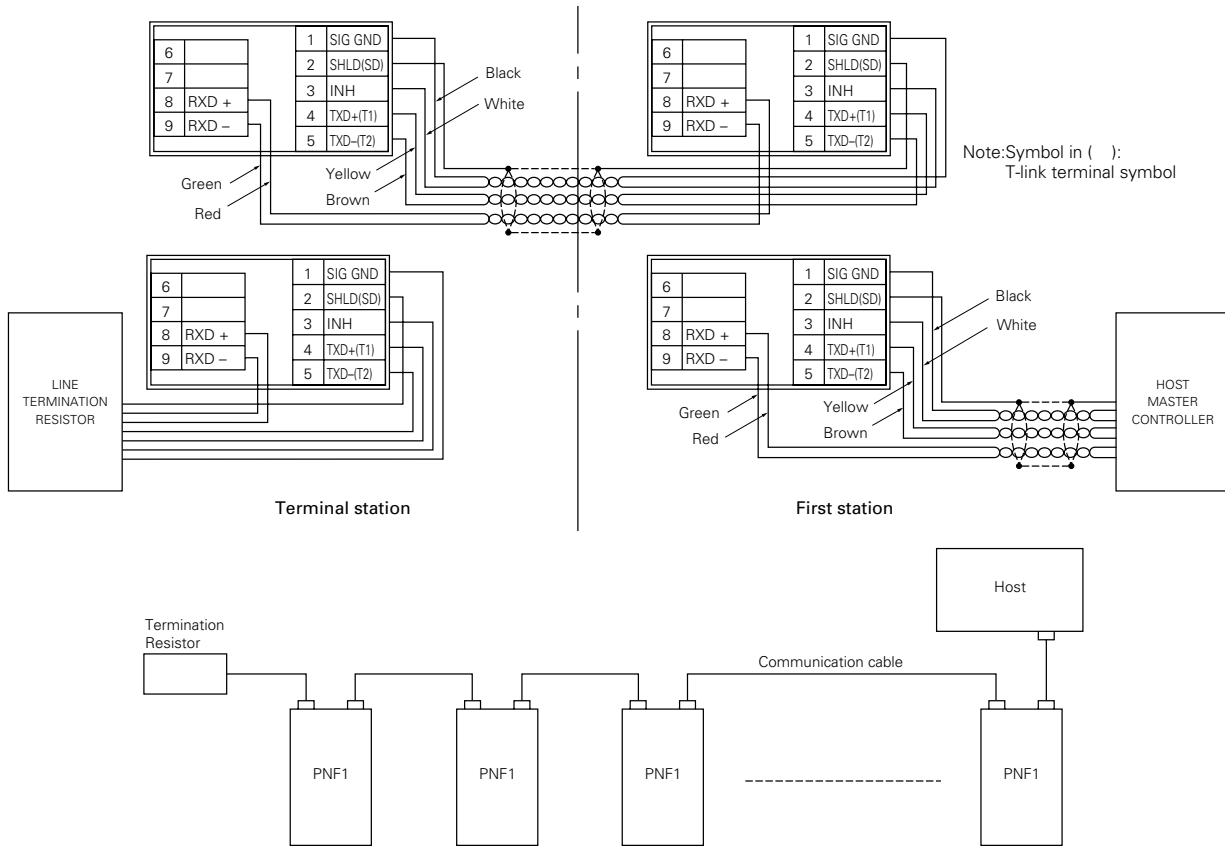 6
7
8 RXD +
9 RXD –
1 SIG GND
2 SHLD(SD)
3 INH
4 TXD+(T1)
5 TXD–(T2)
Black
White
Green
Red
Yellow
Brown
6
7
8 RXD +
9 RXD –
1 SIG GND
2 SHLD(SD)
3 INH
4 TXD+(T1)
5 TXD–(T2)
Note:Symbol in ( ):
T-link terminal symbol
LINE
TERMINATION
RESISTOR
6
7
8 RXD +
9 RXD –
1 SIG GND
2 SHLD(SD)
3 INH
4 TXD+(T1)
5 TXD–(T2)
Terminal station
6
7
8 RXD +
9 RXD –
1 SIG GND
2 SHLD(SD)
3 INH
4 TXD+(T1)
5 TXD–(T2)
Black
White
Green
Red
Yellow
Brown
HOST
MASTER
CONTROLLER
First station
Host
Termination
Resistor
Communication cable
PNF1
PNF1
PNF1
PNF1